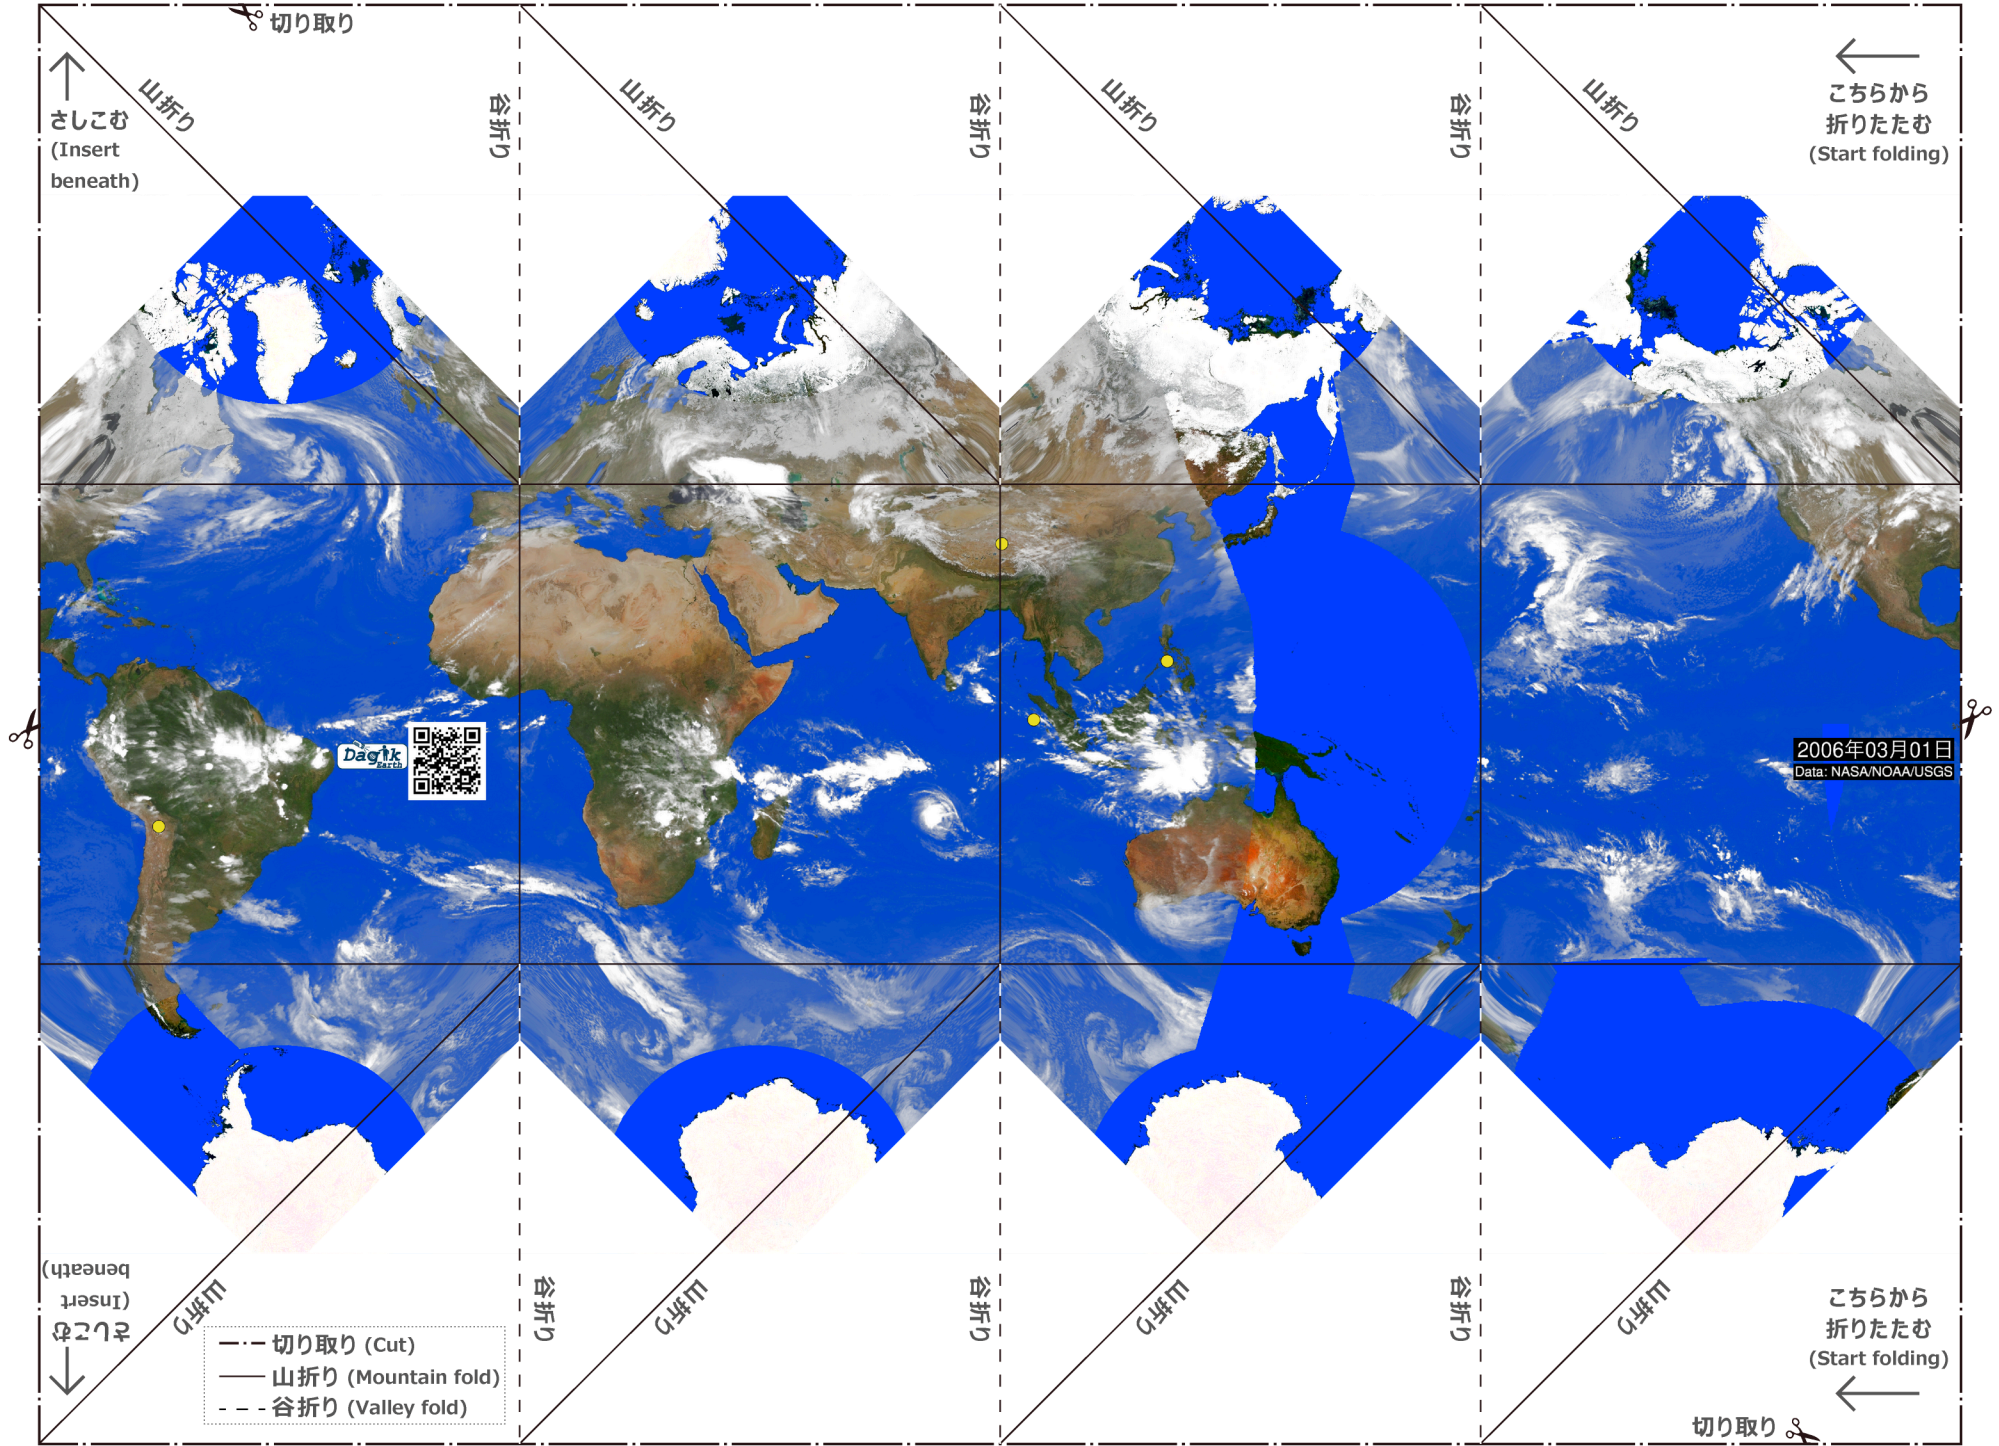 切り取り
山折り
山折り
山折り
山折り
谷折り
谷折り
谷折り
さしこむ
(Insert
beneath)
こちらから
折りたたむ
(Start folding)
Dagik
Earth
2006年03月01日
Data: NASA/NOAA/USGS
さしこむ
(Insert
beneath)
山折り
山折り
山折り
山折り
谷折り
谷折り
谷折り
こちらから
折りたたむ
(Start folding)
切り取り (Cut)
山折り (Mountain fold)
谷折り (Valley fold)
切り取り